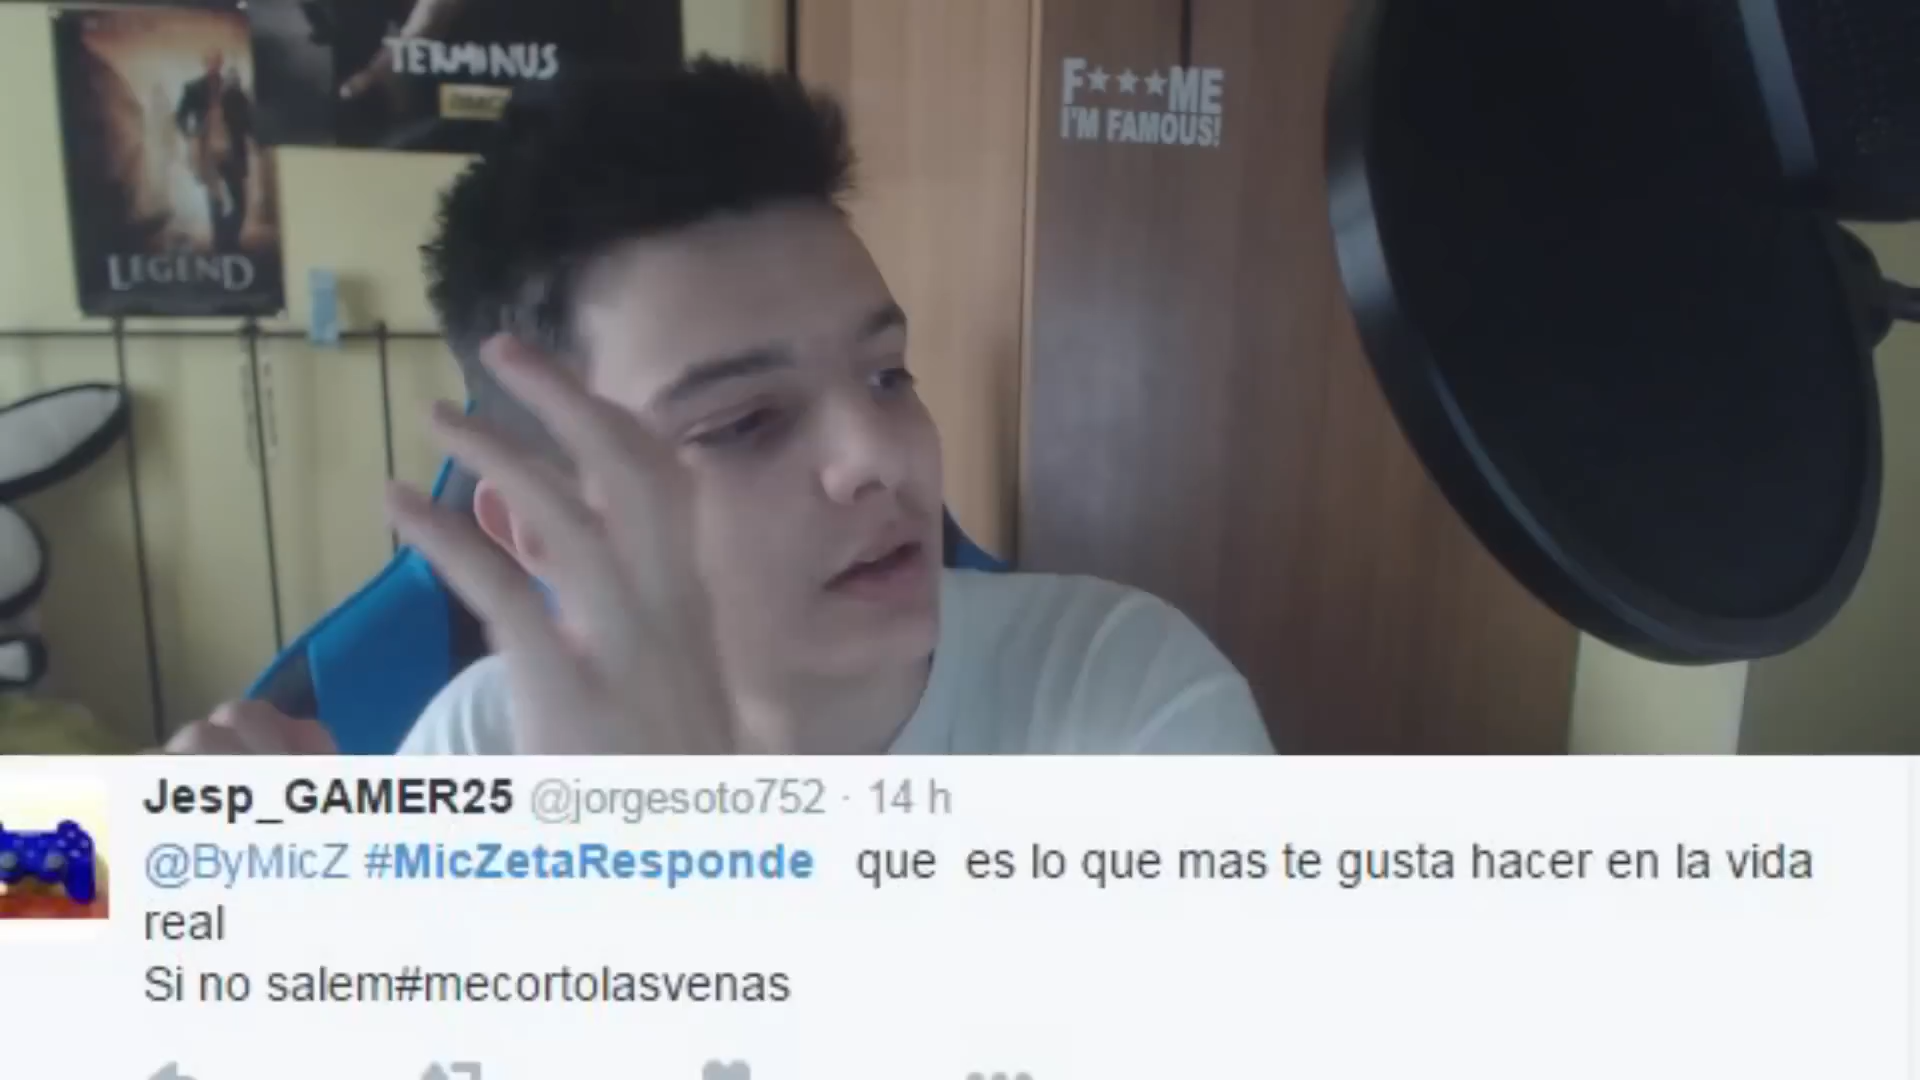 TERMINUS
AMC
LEGEND
F***ME
I'M FAMOUS!
Jesp_GAMER25 @jorgesoto752 · 14 h
@ByMicZ #MicZetaResponde que es lo que mas te gusta hacer en la vida
real
Si no salem#mecortolasvenas